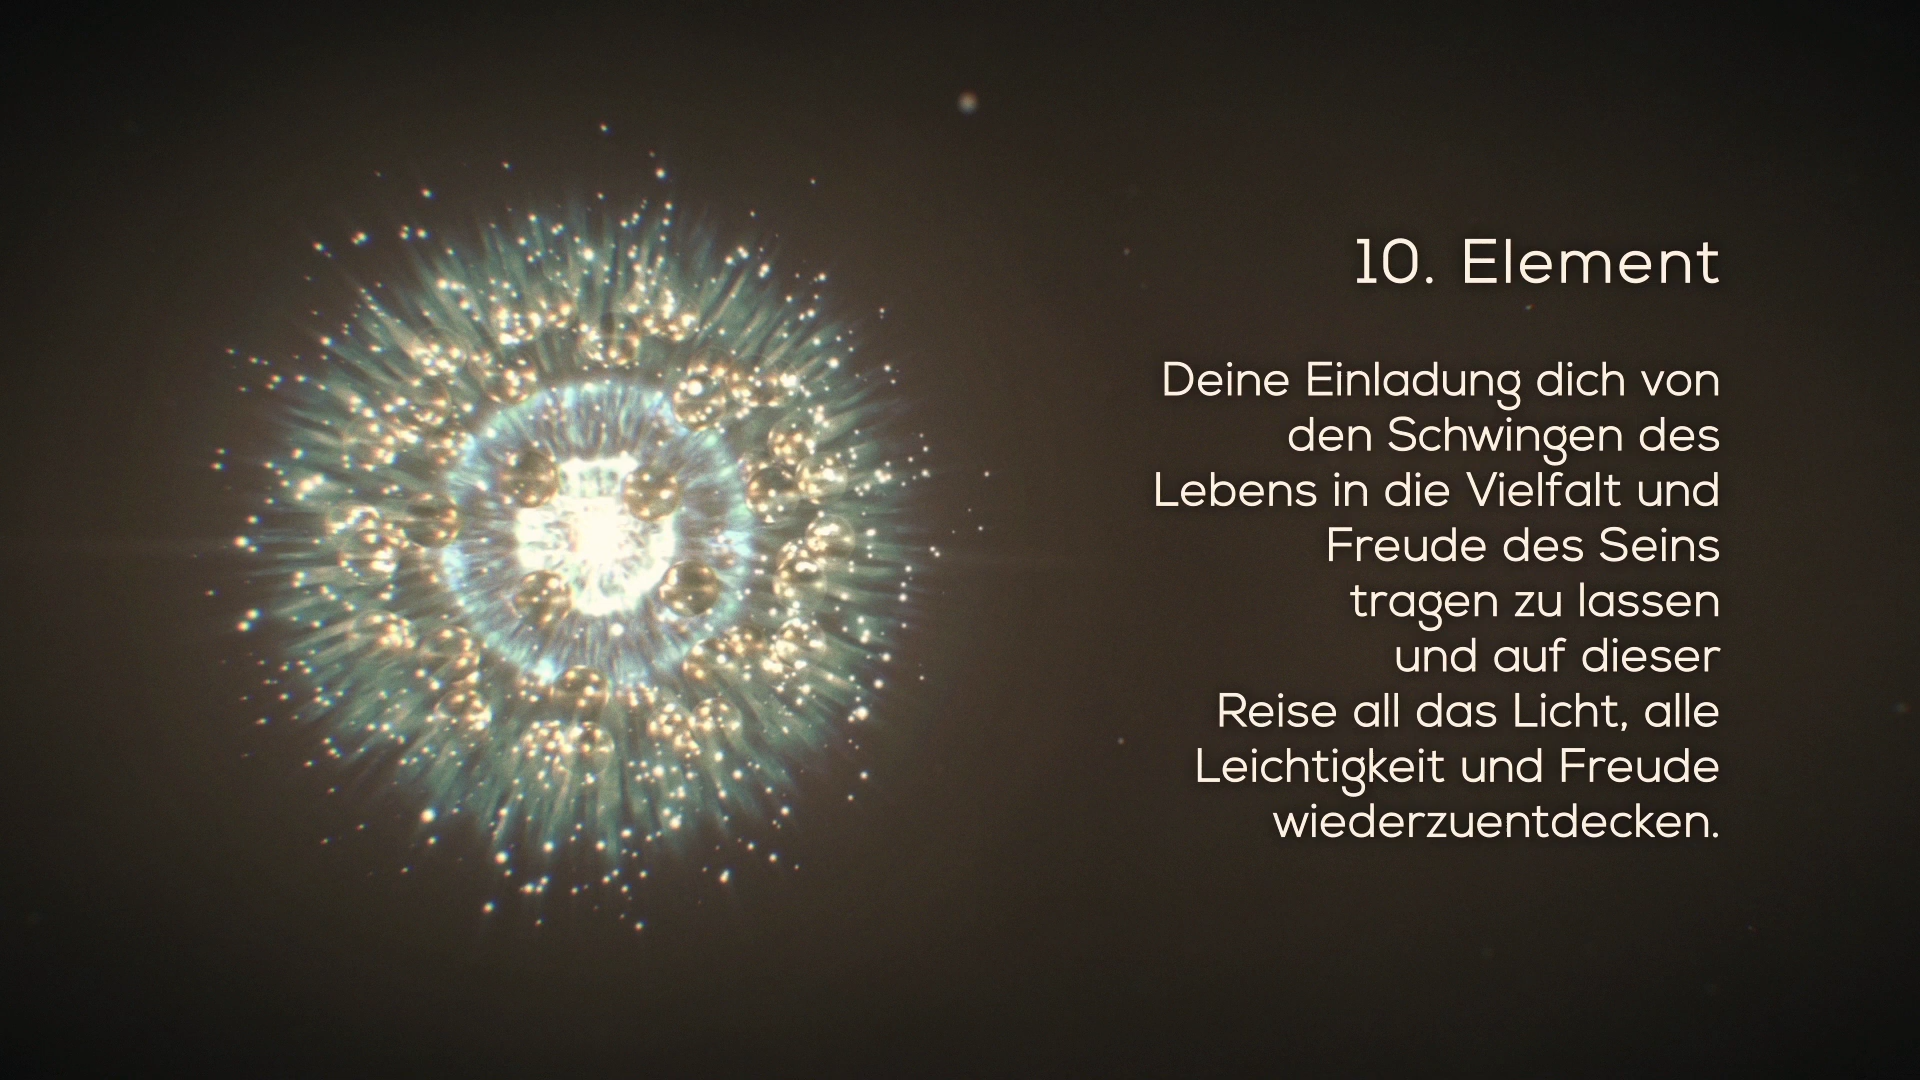 10. Element
Deine Einladung dich von
den Schwingen des
Lebens in die Vielfalt und
Freude des Seins
tragen zu lassen
und auf dieser
Reise all das Licht, alle
Leichtigkeit und Freude
wiederzuentdecken.